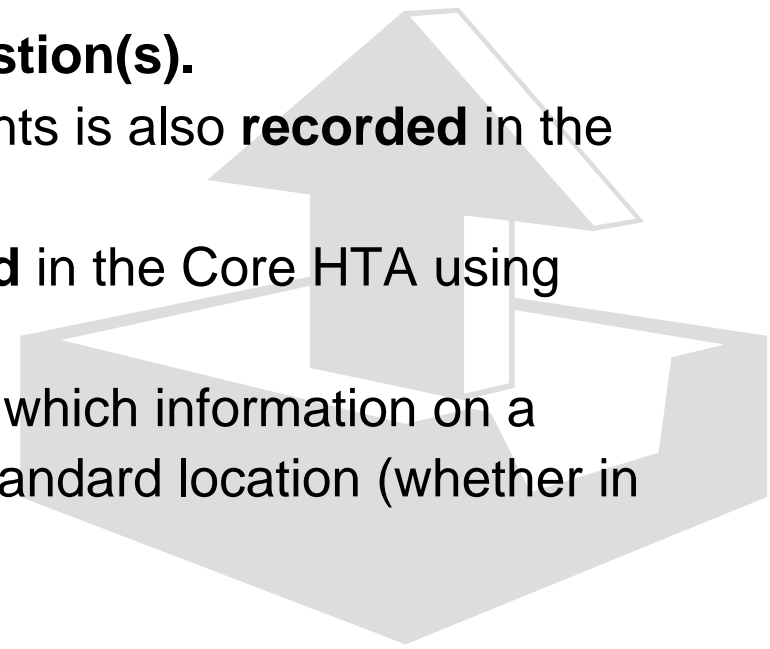 stion(s).
nts is also recorded in the
d in the Core HTA using
which information on a
andard location (whether in